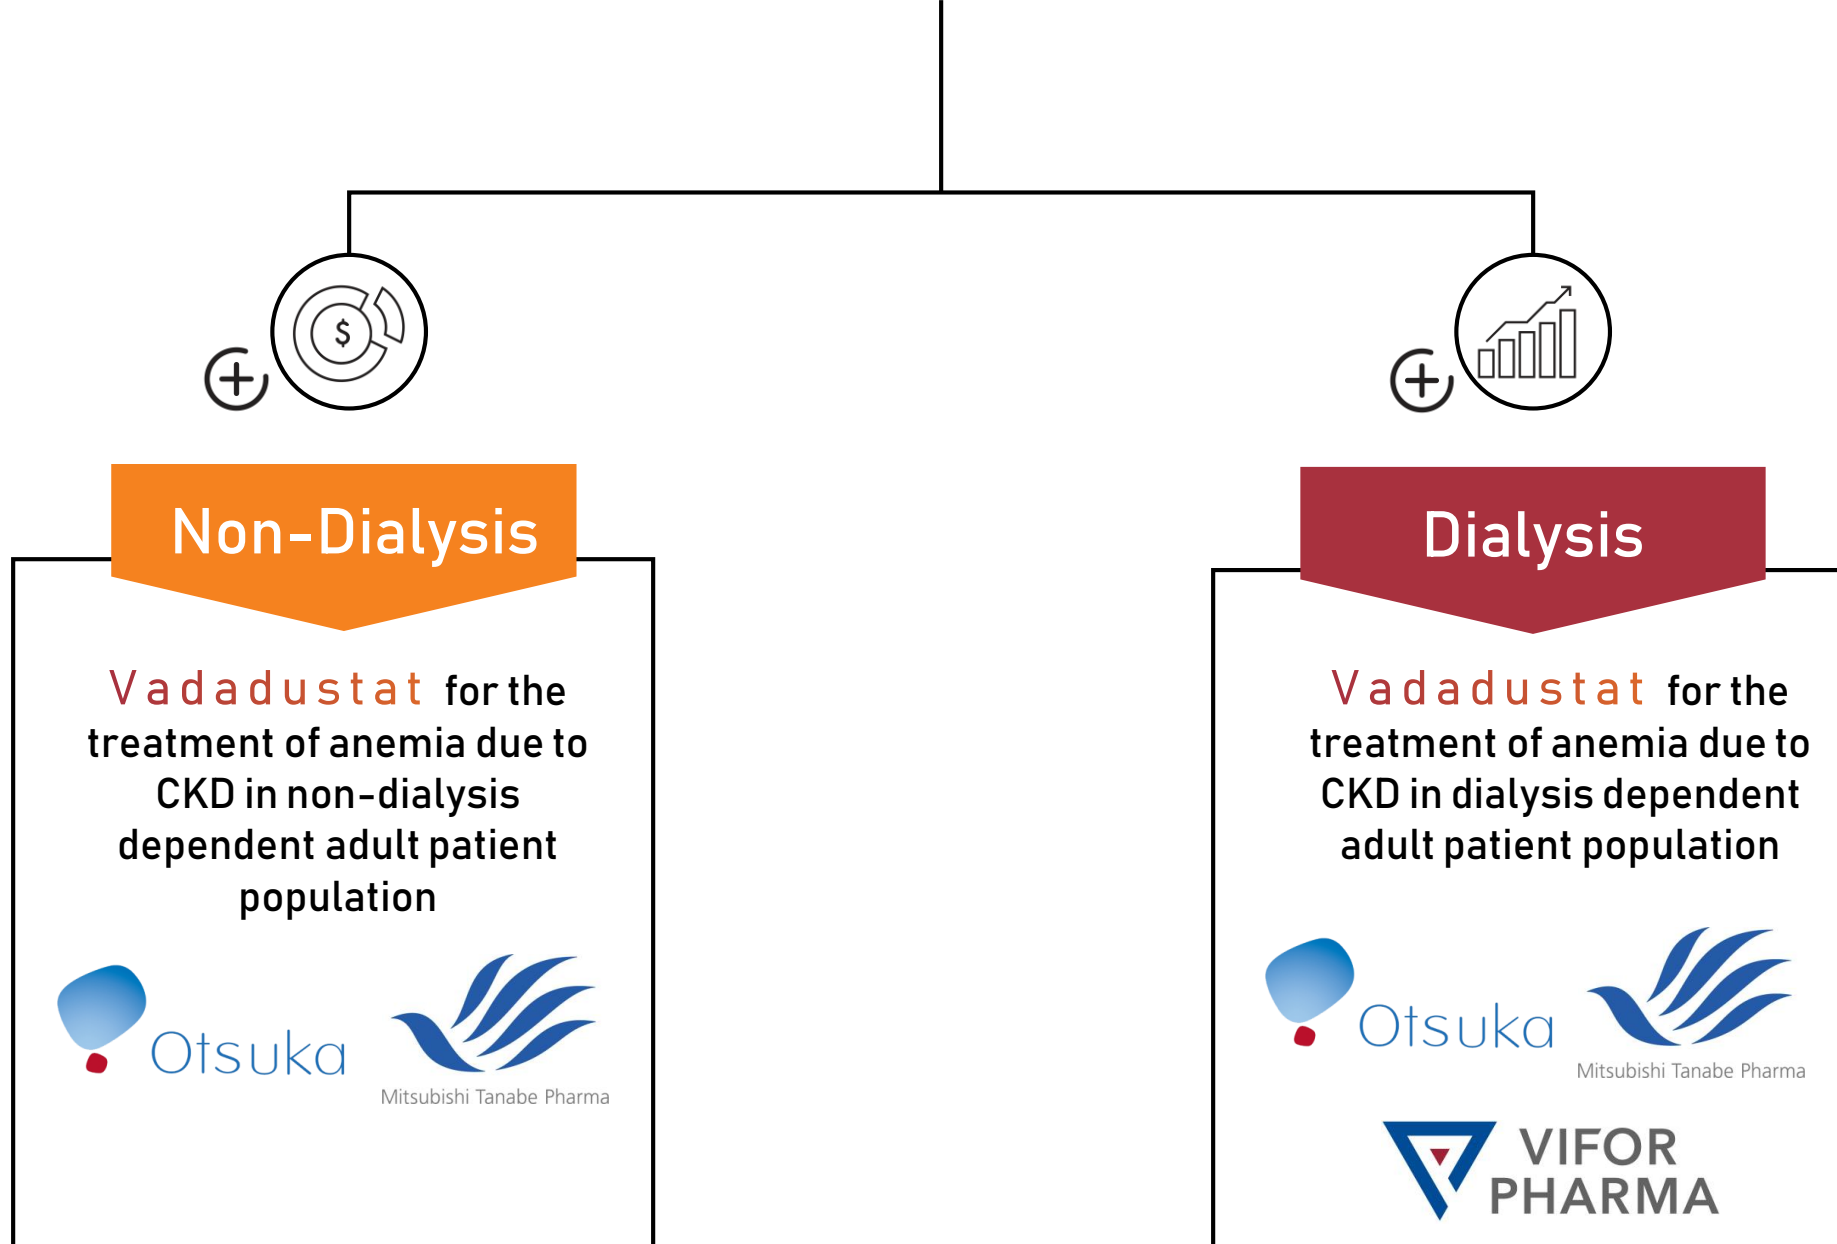 $
Non-Dialysis
Vadadustat for the
treatment of anemia due to
CKD in non-dialysis
dependent adult patient
population
Otsuka
Mitsubishi Tanabe Pharma
Dialysis
Vadadustat for the
treatment of anemia due to
CKD in dialysis dependent
adult patient population
Otsuka
Mitsubishi Tanabe Pharma
VIFOR
PHARMA